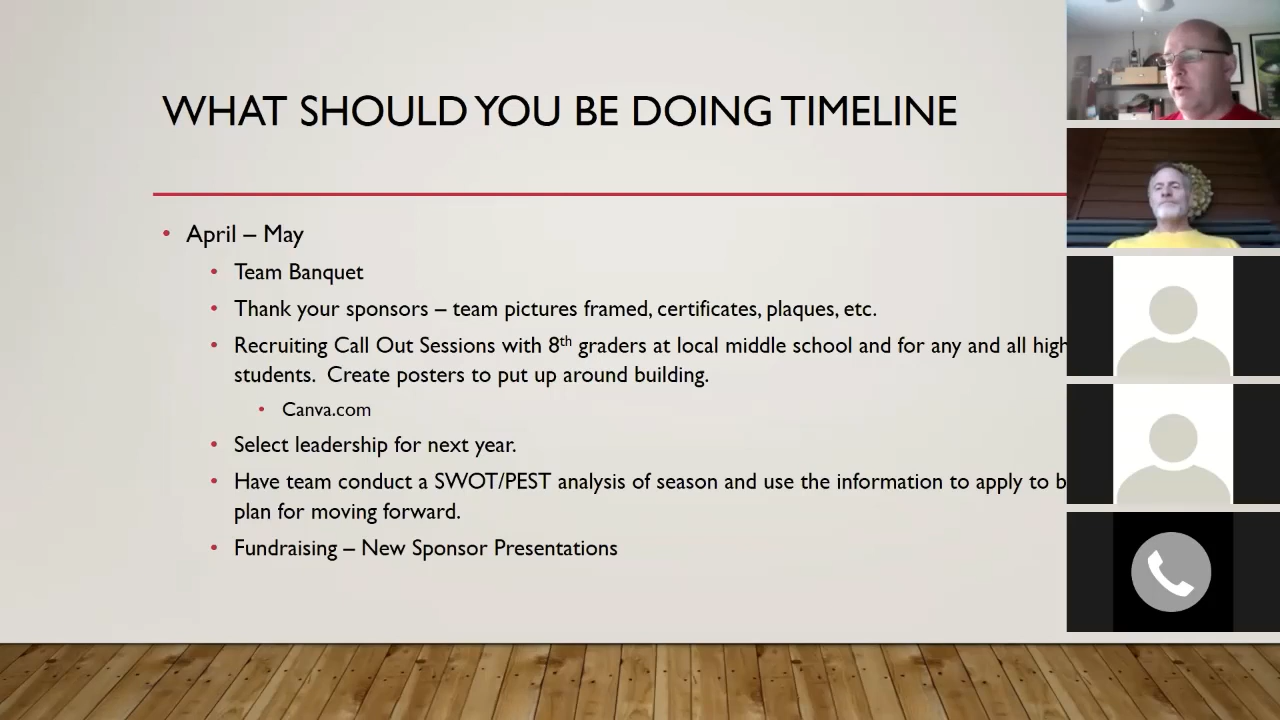 WHAT SHOULD YOU BE DOING TIMELINE
• April – May
• Team Banquet
• Thank your sponsors – team pictures framed, certificates, plaques, etc.
• Recruiting Call Out Sessions with 8th graders at local middle school and for any and all high
students. Create posters to put up around building.
• Canva.com
• Select leadership for next year.
• Have team conduct a SWOT/PEST analysis of season and use the information to apply to
plan for moving forward.
• Fundraising – New Sponsor Presentations